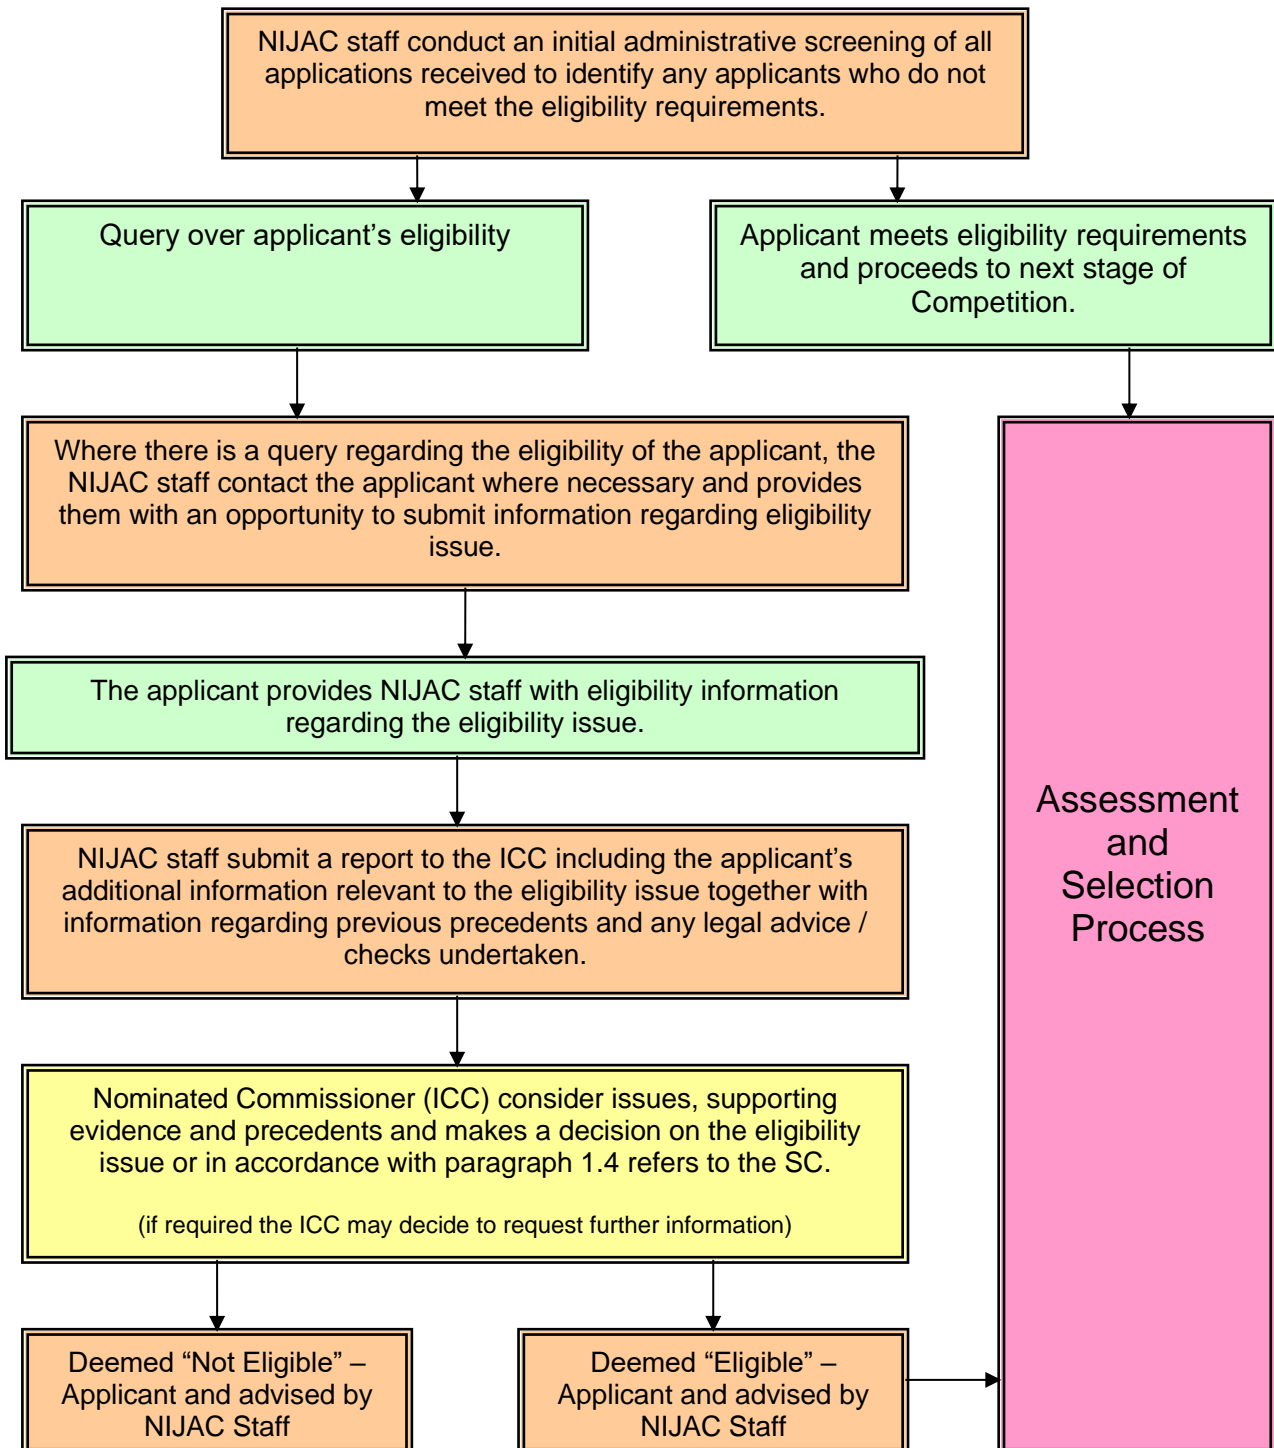 NIJAC staff conduct an initial administrative screening of all
applications received to identify any applicants who do not
meet the eligibility requirements.
Query over applicant’s eligibility
Applicant meets eligibility requirements
and proceeds to next stage of
Competition.
Where there is a query regarding the eligibility of the applicant, the
NIJAC staff contact the applicant where necessary and provides
them with an opportunity to submit information regarding eligibility
issue.
The applicant provides NIJAC staff with eligibility information
regarding the eligibility issue.
NIJAC staff submit a report to the ICC including the applicant’s
additional information relevant to the eligibility issue together with
information regarding previous precedents and any legal advice /
checks undertaken.
Nominated Commissioner (ICC) consider issues, supporting
evidence and precedents and makes a decision on the eligibility
issue or in accordance with paragraph 1.4 refers to the SC.
(if required the ICC may decide to request further information)
Deemed “Not Eligible” –
Applicant and advised by
NIJAC Staff
Deemed “Eligible” –
Applicant and advised by
NIJAC Staff
Assessment
and
Selection
Process